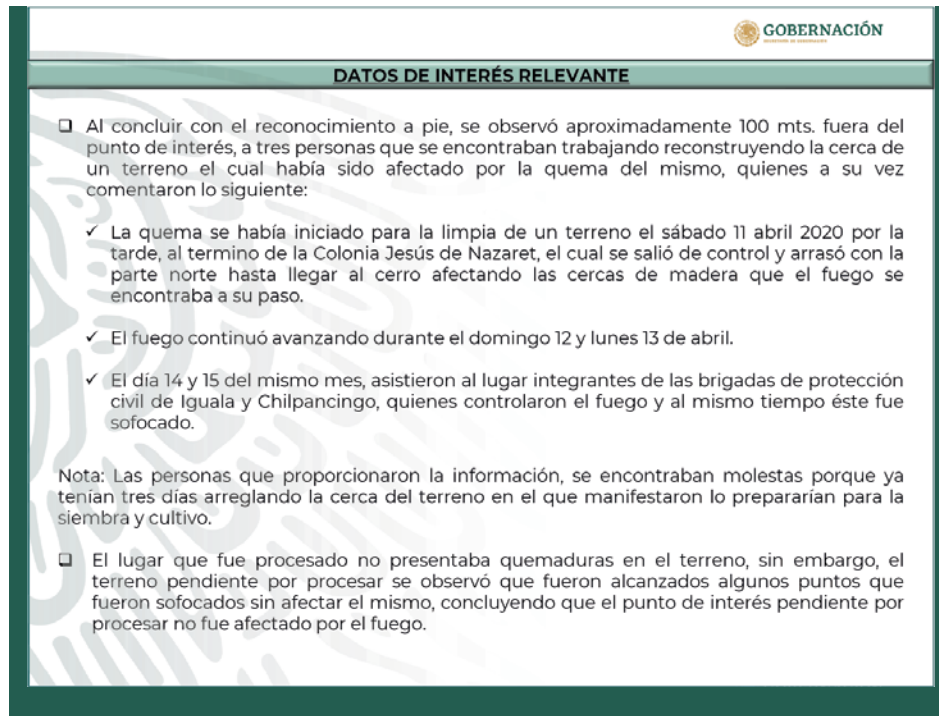 GOBERNACIÓN
SECRETARÍA DE GOBERNACIÓN
DATOS DE INTERÉS RELEVANTE
❑ Al concluir con el reconocimiento a pie, se observó aproximadamente 100 mts. fuera del
punto de interés, a tres personas que se encontraban trabajando reconstruyendo la cerca de
un terreno el cual había sido afectado por la quema del mismo, quienes a su vez
comentaron lo siguiente:
✓ La quema se había iniciado para la limpia de un terreno el sábado 11 abril 2020 por la
tarde, al termino de la Colonia Jesús de Nazaret, el cual se salió de control y arrasó con la
parte norte hasta llegar al cerro afectando las cercas de madera que el fuego se
encontraba a su paso.
✓ El fuego continuó avanzando durante el domingo 12 y lunes 13 de abril.
✓ El día 14 y 15 del mismo mes, asistieron al lugar integrantes de las brigadas de protección
civil de Iguala y Chilpancingo, quienes controlaron el fuego y al mismo tiempo éste fue
sofocado.
Nota: Las personas que proporcionaron la información, se encontraban molestas porque ya
tenían tres días arreglando la cerca del terreno en el que manifestaron lo prepararían para la
siembra y cultivo.
❑ El lugar que fue procesado no presentaba quemaduras en el terreno, sin embargo, el
terreno pendiente por procesar se observó que fueron alcanzados algunos puntos que
fueron sofocados sin afectar el mismo, concluyendo que el punto de interés pendiente por
procesar no fue afectado por el fuego.